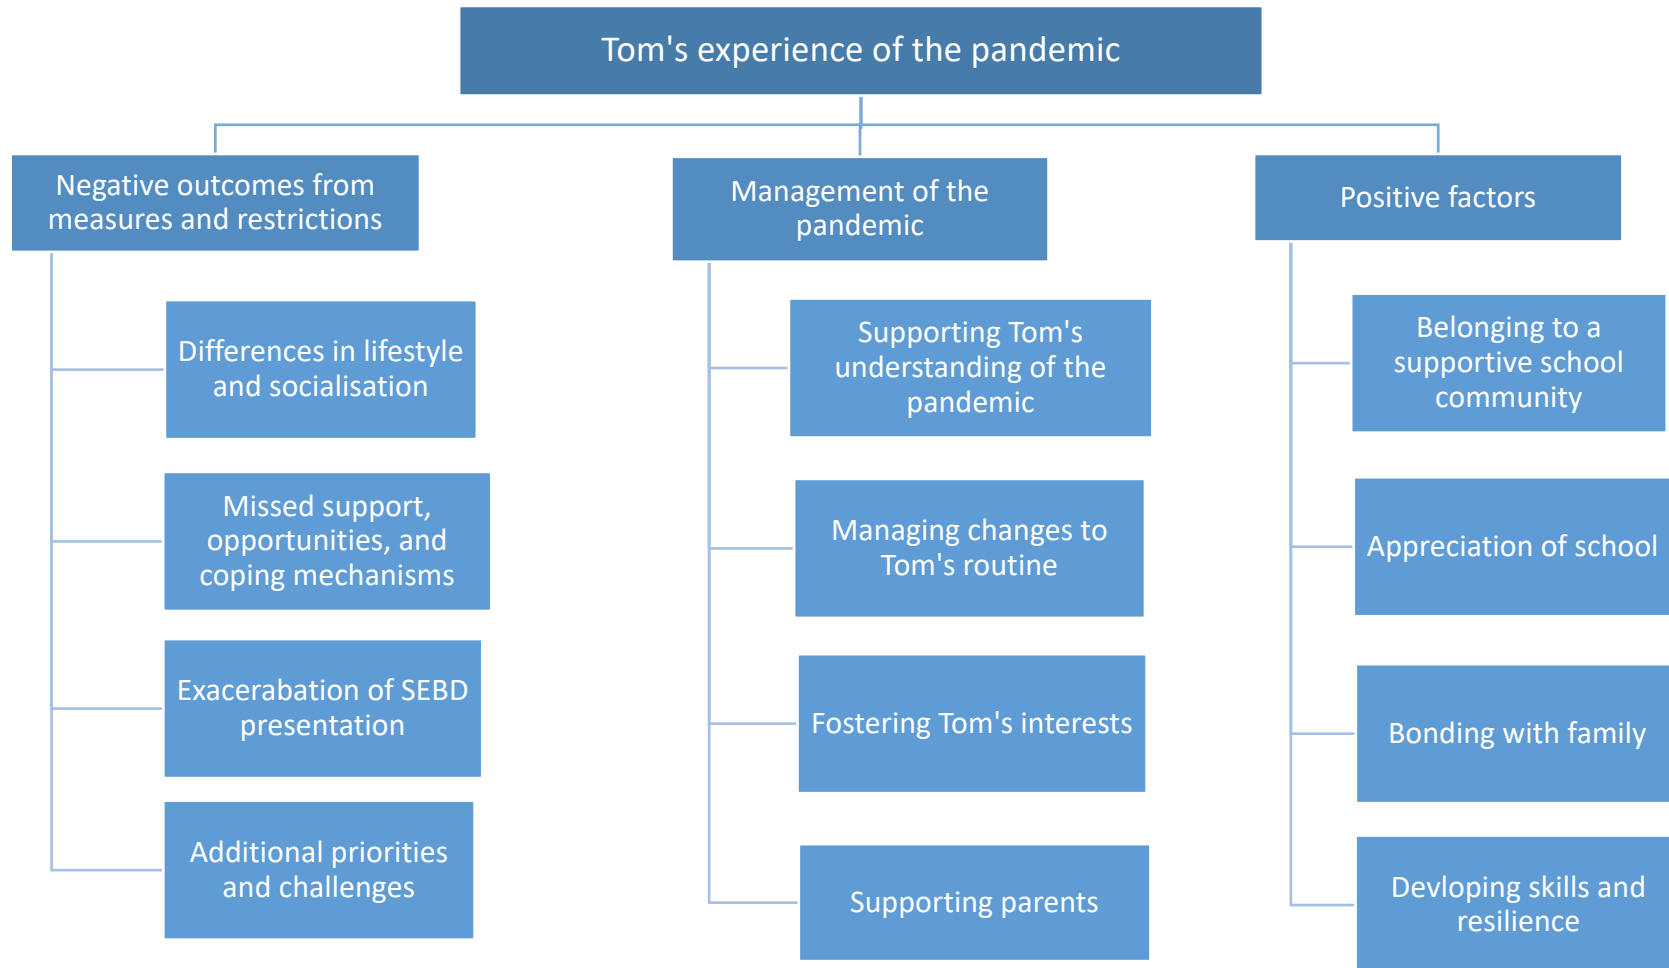 Tom's experience of the pandemic
Negative outcomes from
measures and restrictions
Differences in lifestyle
and socialisation
Missed support,
opportunities, and
coping mechanisms
Exacerabation of SEBD
presentation
Additional priorities
and challenges
Management of the
pandemic
Supporting Tom's
understanding of the
pandemic
Managing changes to
Tom's routine
Fostering Tom's interests
Supporting parents
Positive factors
Belonging to a
supportive school
community
Appreciation of school
Bonding with family
Devloping skills and
resilience